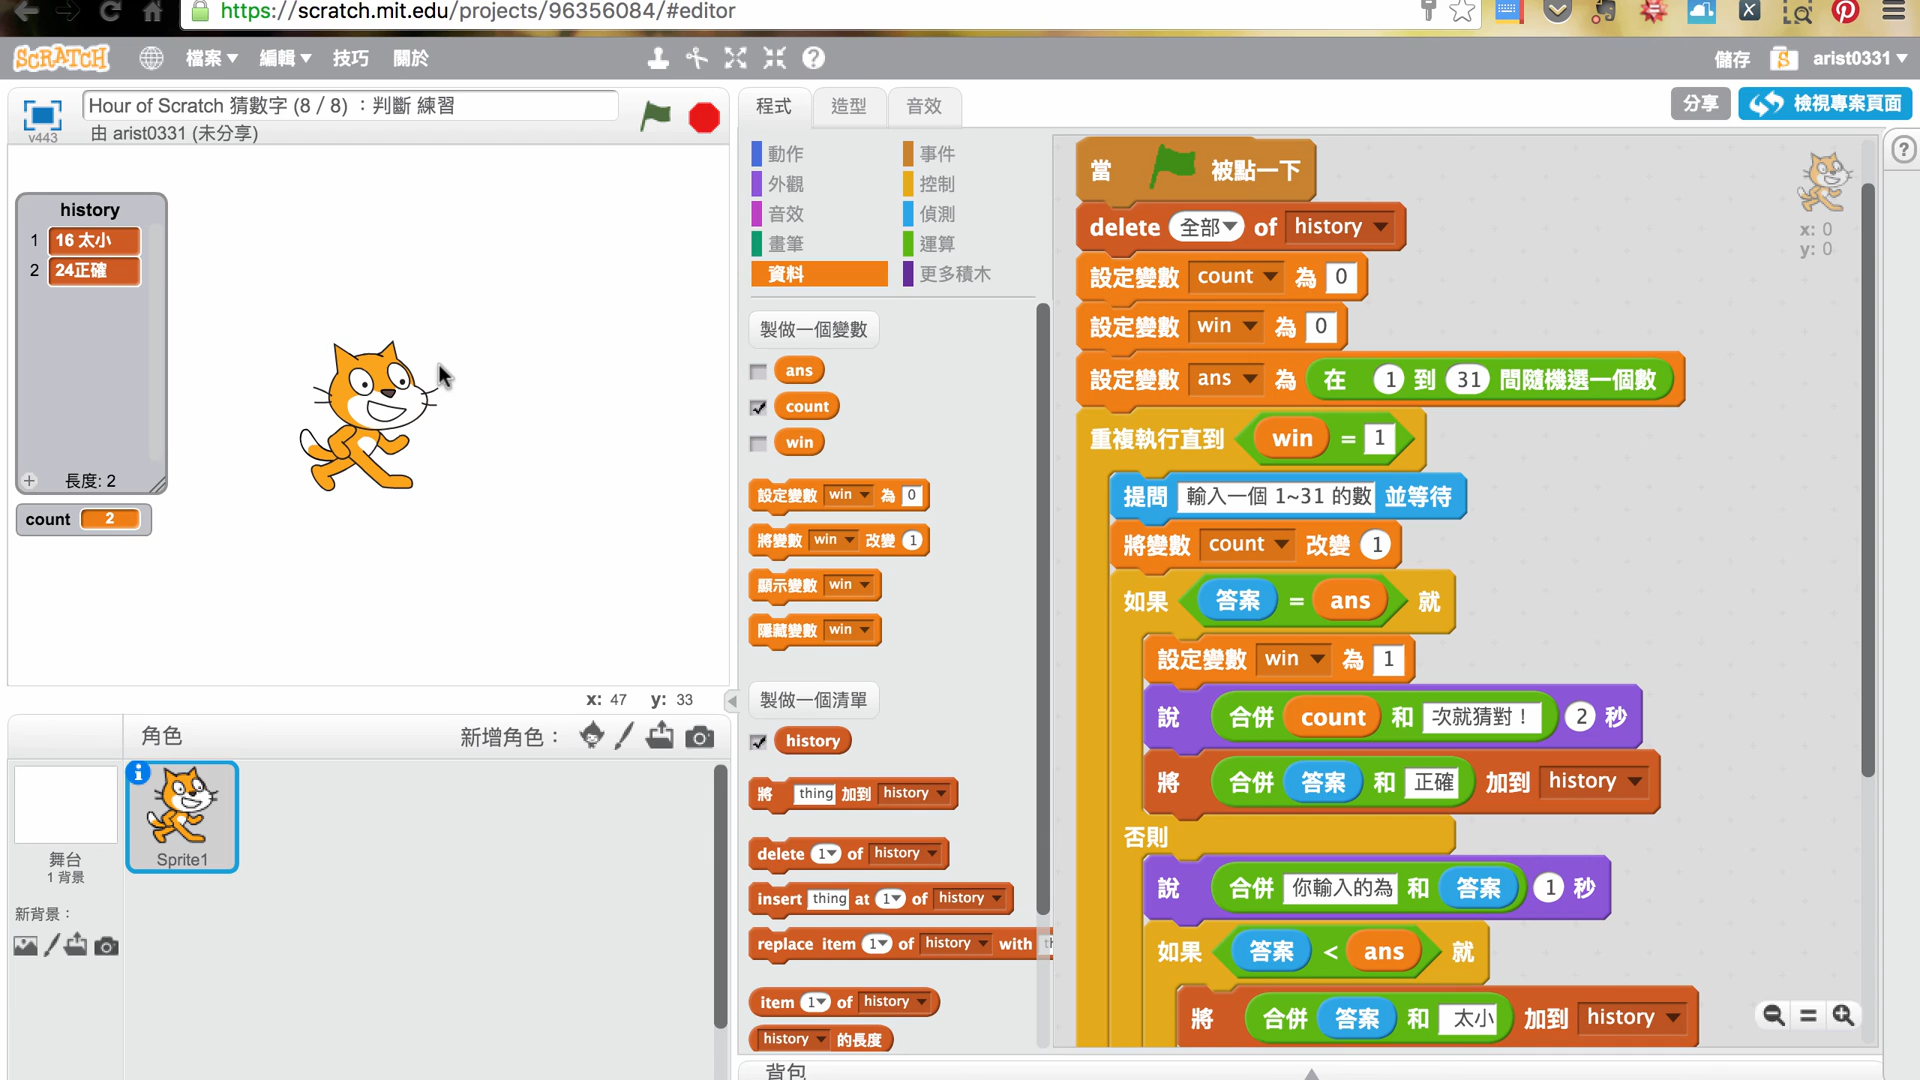 https://scratch.mit.edu/projects/96356084/#editor
SCRATCH 檔案 編輯 技巧 關於
儲存 arist0331
v443
Hour of Scratch 猜數字 (8 / 8) ：判斷 練習
由 arist0331 (未分享)
程式 造型 音效
分享 檢視專案頁面
history
1 16 太小
2 24正確
+ 長度: 2
count 2
x: 47 y: 33
角色 新增角色：
舞台
1 背景
新背景：
Sprite1
動作 事件
外觀 控制
音效 偵測
畫筆 運算
資料 更多積木
製做一個變數
ans
count
win
設定變數 win 為 0
將變數 win 改變 1
顯示變數 win
隱藏變數 win
製做一個清單
history
將 thing 加到 history
delete 1 of history
insert thing at 1 of history
replace item 1 of history with
item 1 of history
history 的長度
當 被點一下
delete 全部 of history
設定變數 count 為 0
設定變數 win 為 0
設定變數 ans 為 在 1 到 31 間隨機選一個數
重複執行直到 win = 1
提問 輸入一個 1~31 的數 並等待
將變數 count 改變 1
如果 答案 = ans 就
設定變數 win 為 1
說 合併 count 和 次就猜對！ 2 秒
將 合併 答案 和 正確 加到 history
否則
說 合併 你輸入的為 和 答案 1 秒
如果 答案 < ans 就
將 合併 答案 和 太小 加到 history
x: 0
y: 0
背包